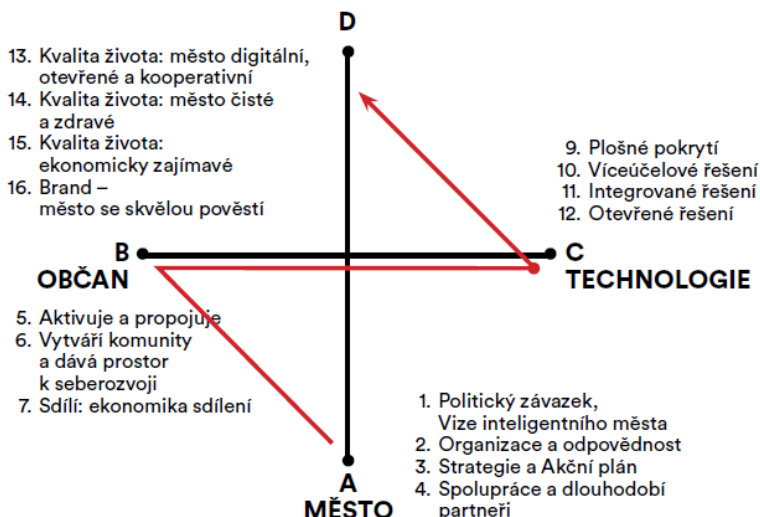 D
13. Kvalita života: město digitální,
otevřené a kooperativní
14. Kvalita života: město čisté
a zdravé
15. Kvalita života:
ekonomicky zajímavé
16. Brand –
město se skvělou pověstí
9. Plošné pokrytí
10. Víceúčelové řešení
11. Integrované řešení
12. Otevřené řešení
B
OBČAN
C
TECHNOLOGIE
5. Aktivuje a propojuje
6. Vytváří komunity
a dává prostor
k seberozvoji
7. Sdílí: ekonomika sdílení
1. Politický závazek,
Vize inteligentního města
2. Organizace a odpovědnost
3. Strategie a Akční plán
4. Spolupráce a dlouhodobí
partneři
A
MĚSTO